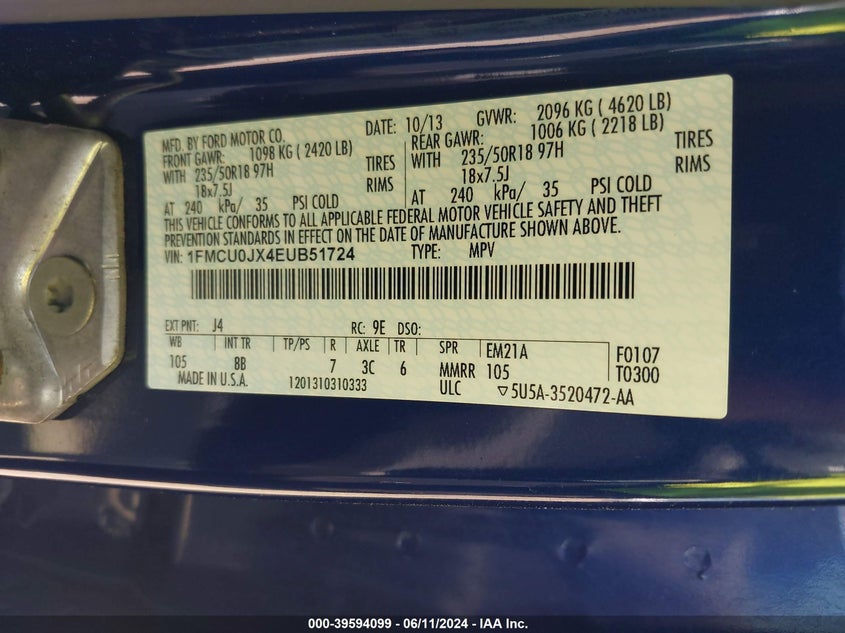 MFD. BY FORD MOTOR CO.
DATE: 10/13 GVWR: 2096 KG ( 4620 LB)
FRONT GAWR: 1098 KG ( 2420 LB)
WITH 235/50R18 97H TIRES
18x7.5J RIMS
AT 240 kPa/ 35 PSI COLD
REAR GAWR: 1006 KG ( 2218 LB)
WITH 235/50R18 97H TIRES
18x7.5J RIMS
AT 240 kPa/ 35 PSI COLD
THIS VEHICLE CONFORMS TO ALL APPLICABLE FEDERAL MOTOR VEHICLE SAFETY AND THEFT
PREVENTION STANDARDS IN EFFECT ON THE DATE OF MANUFACTURE SHOWN ABOVE.
VIN: 1FMCU0JX4EUB51724 TYPE: MPV
EXT PNT: J4 RC: 9E DSO:
WB INT TR TP/PS R AXLE TR SPR EM21A F0107
105 8B 7 3C 6 MMRR 105 T0300
MADE IN U.S.A. 1201310310333 ULC ▽5U5A-3520472-AA
000-39594099 - 06/11/2024 - IAA Inc.